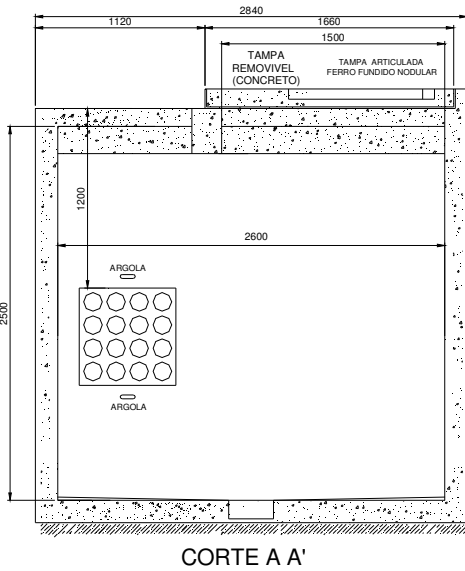 2840
1120
1660
1500
TAMPA
REMOVIVEL
(CONCRETO)
TAMPA ARTICULADA
FERRO FUNDIDO NODULAR
1200
2600
2500
ARGOLA
ARGOLA
CORTE A A'